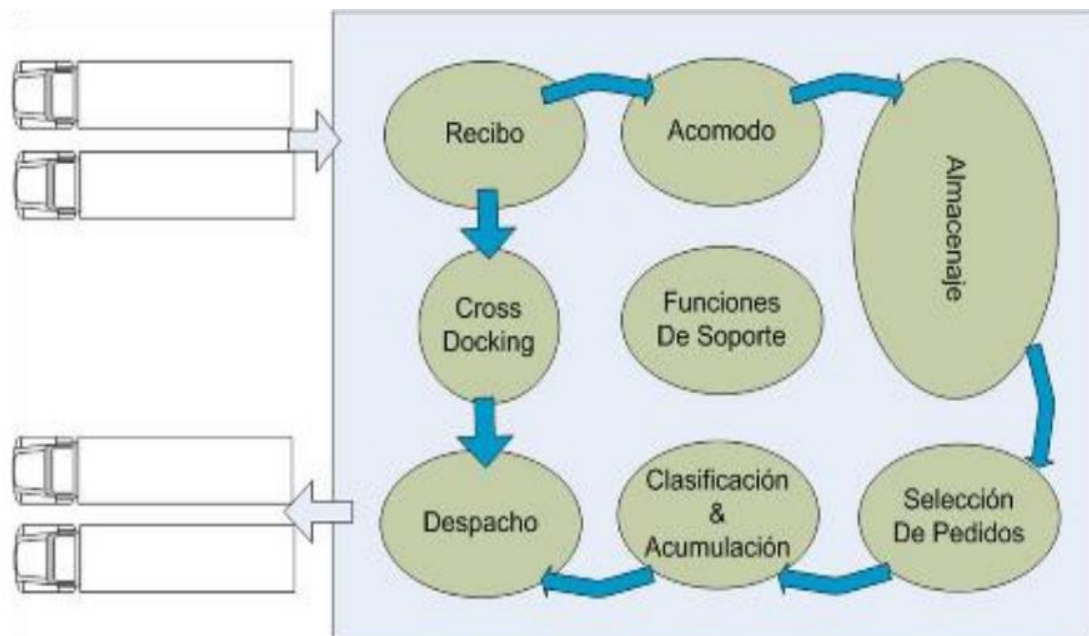 Recibo
Acomodo
Almacenaje
Cross
Docking
Funciones
De Soporte
Despacho
Clasificación
&
Acumulación
Selección
De Pedidos